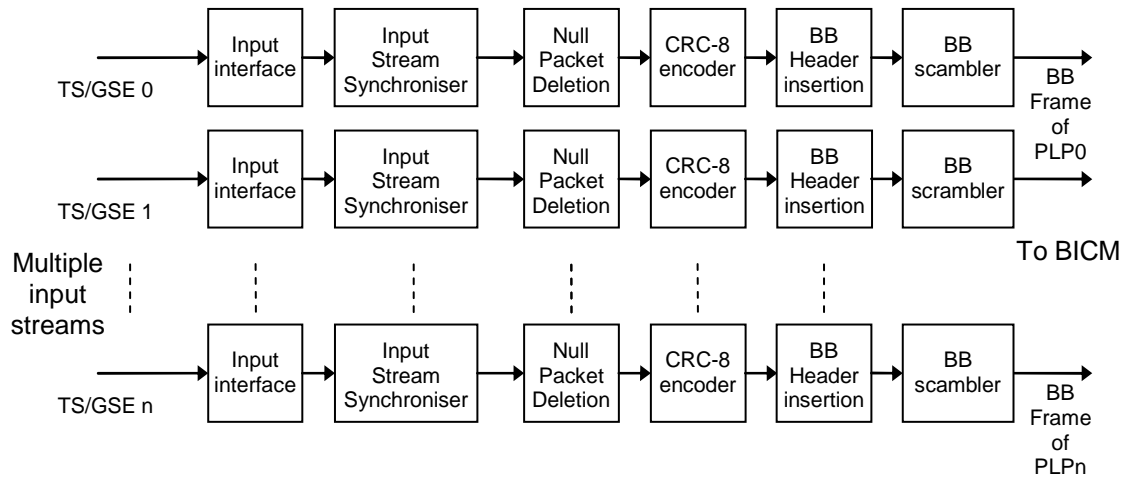 TS/GSE 0
Input
interface
Input
Stream
Synchroniser
Null
Packet
Deletion
CRC-8
encoder
BB
Header
insertion
BB
scambler
BB
Frame
of
PLP0
TS/GSE 1
Input
interface
Input
Stream
Synchroniser
Null
Packet
Deletion
CRC-8
encoder
BB
Header
insertion
BB
scrambler
Multiple
input
streams
To BICM
TS/GSE n
Input
interface
Input
Stream
Synchroniser
Null
Packet
Deletion
CRC-8
encoder
BB
Header
insertion
BB
scambler
BB
Frame
of
PLPn